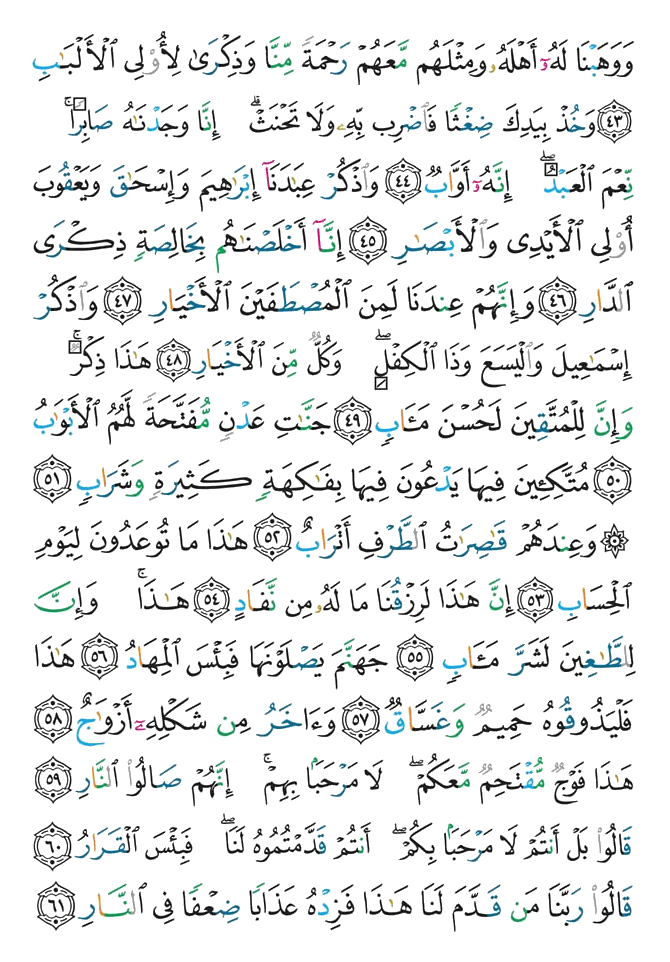 وَوَهَبْنَا لَهُۥٓ أَهْلَهُۥ وَمِثْلَهُم مَّعَهُمْ رَحْمَةً مِّنَّا وَذِكْرَىٰ لِأُو۟لِى ٱلْأَلْبَـٰبِ
٤٣ وَخُذْ بِيَدِكَ ضِغْثًا فَٱضْرِب بِّهِۦ وَلَا تَحْنَثْ ۗ إِنَّا وَجَدْنَـٰهُ صَابِرًا ۚ
نِّعْمَ ٱلْعَبْدُ ۖ إِنَّهُۥٓ أَوَّابٌ ٤٤ وَٱذْكُرْ عِبَـٰدَنَآ إِبْرَٰهِيمَ وَإِسْحَـٰقَ وَيَعْقُوبَ
أُو۟لِى ٱلْأَيْدِى وَٱلْأَبْصَـٰرِ ٤٥ إِنَّآ أَخْلَصْنَـٰهُم بِخَالِصَةٍ ذِكْرَى
ٱلدَّارِ ٤٦ وَإِنَّهُمْ عِندَنَا لَمِنَ ٱلْمُصْطَفَيْنَ ٱلْأَخْيَارِ ٤٧ وَٱذْكُرْ
إِسْمَـٰعِيلَ وَٱلْيَسَعَ وَذَا ٱلْكِفْلِ ۖ وَكُلٌّ مِّنَ ٱلْأَخْيَارِ ٤٨ هَـٰذَا ذِكْرٌ ۚ
وَإِنَّ لِلْمُتَّقِينَ لَحُسْنَ مَـَٔابٍ ٤٩ جَنَّـٰتِ عَدْنٍ مُّفَتَّحَةً لَّهُمُ ٱلْأَبْوَٰبُ
٥٠ مُتَّكِـِٔينَ فِيهَا يَدْعُونَ فِيهَا بِفَـٰكِهَةٍ كَثِيرَةٍ وَشَرَابٍ ٥١
۞ وَعِندَهُمْ قَـٰصِرَٰتُ ٱلطَّرْفِ أَتْرَابٌ ٥٢ هَـٰذَا مَا تُوعَدُونَ لِيَوْمِ
ٱلْحِسَابِ ٥٣ إِنَّ هَـٰذَا لَرِزْقُنَا مَا لَهُۥ مِن نَّفَادٍ ٥٤ هَـٰذَا ۚ وَإِنَّ
لِلطَّـٰغِينَ لَشَرَّ مَـَٔابٍ ٥٥ جَهَنَّمَ يَصْلَوْنَهَا فَبِئْسَ ٱلْمِهَادُ ٥٦ هَـٰذَا
فَلْيَذُوقُوهُ حَمِيمٌ وَغَسَّاقٌ ٥٧ وَءَاخَرُ مِن شَكْلِهِۦٓ أَزْوَٰجٌ ٥٨
هَـٰذَا فَوْجٌ مُّقْتَحِمٌ مَّعَكُمْ ۖ لَا مَرْحَبًۢا بِهِمْ ۚ إِنَّهُمْ صَالُوا۟ ٱلنَّارِ ٥٩
قَالُوا۟ بَلْ أَنتُمْ لَا مَرْحَبًۢا بِكُمْ ۖ أَنتُمْ قَدَّمْتُمُوهُ لَنَا ۖ فَبِئْسَ ٱلْقَرَارُ ٦٠
قَالُوا۟ رَبَّنَا مَن قَدَّمَ لَنَا هَـٰذَا فَزِدْهُ عَذَابًا ضِعْفًا فِى ٱلنَّارِ ٦١